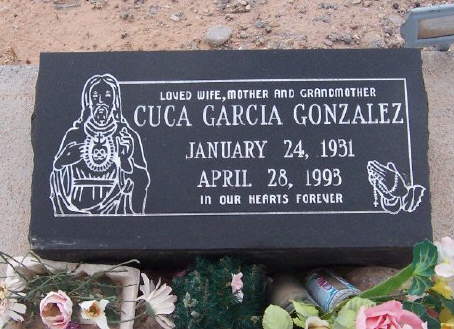 LOVED WIFE, MOTHER AND GRANDMOTHER
CUCA GARCIA GONZALEZ
JANUARY 24, 1931
APRIL 28, 1993
IN OUR HEARTS FOREVER